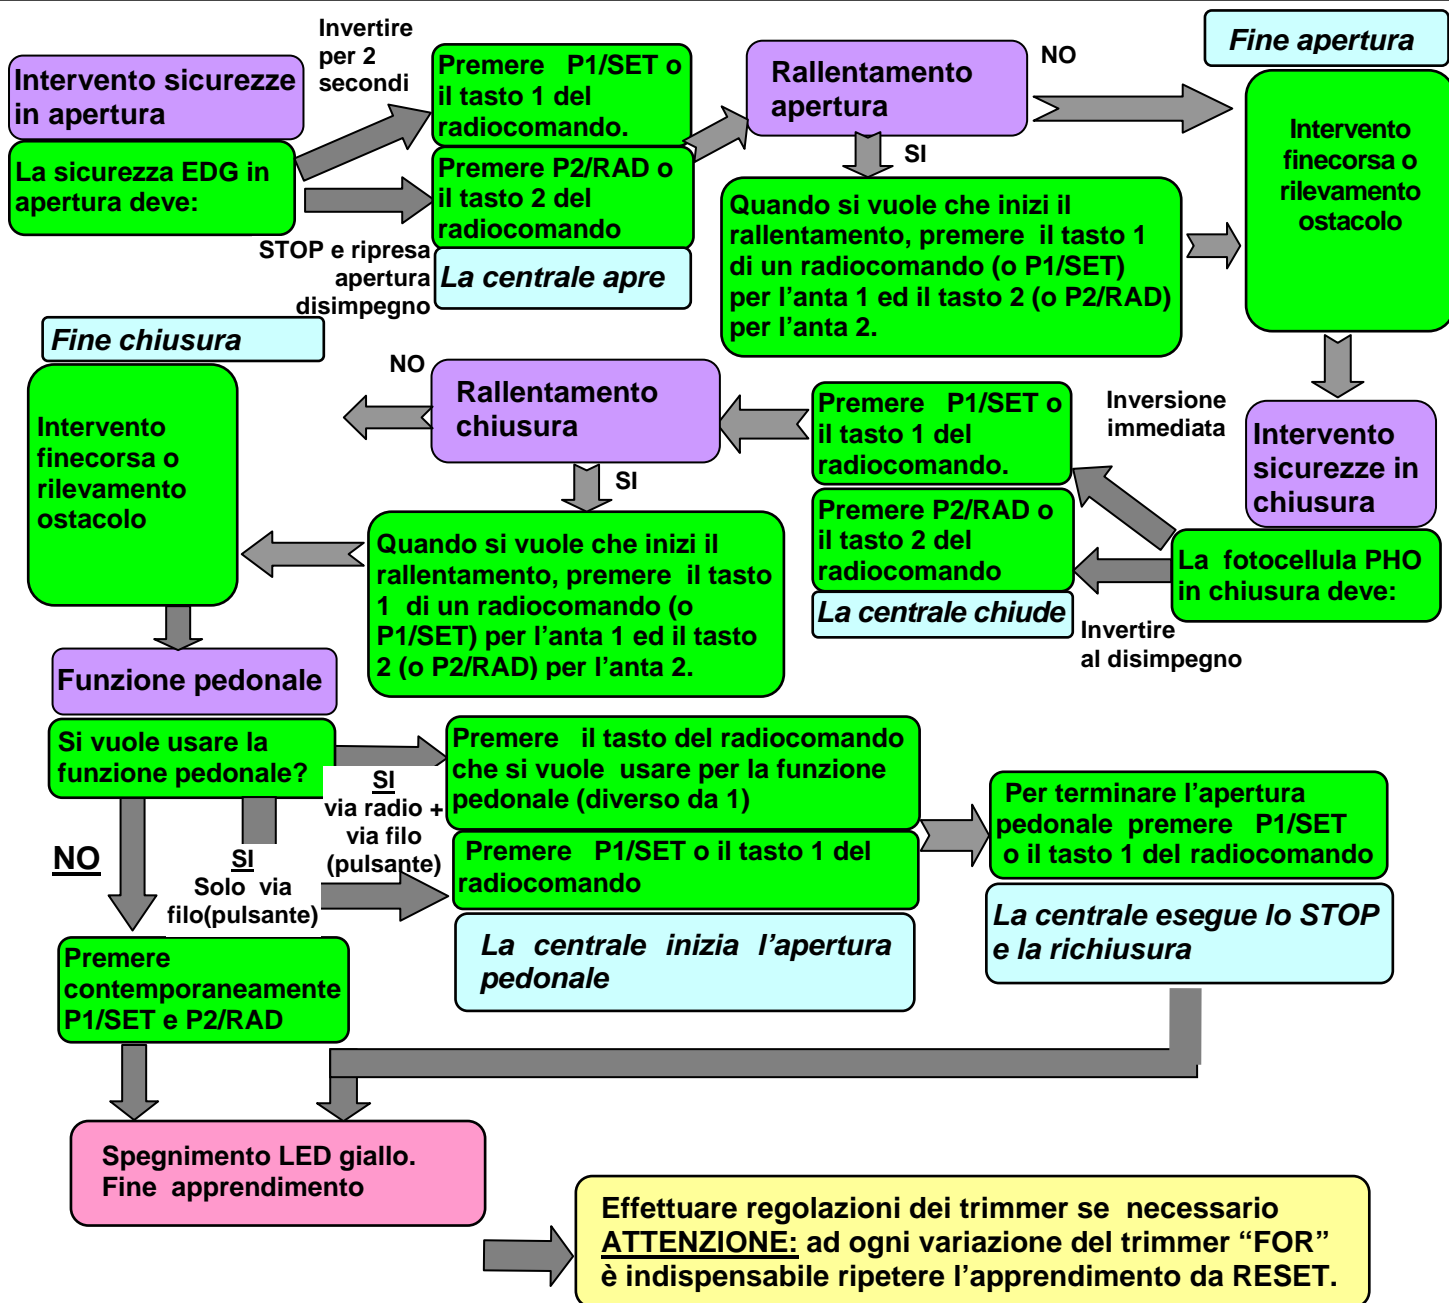 Intervento sicurezze
in apertura
La sicurezza EDG in
apertura deve:
Invertire
per 2
secondi
STOP e ripresa
apertura
disimpegno
Premere P1/SET o
il tasto 1 del
radiocomando.
Premere P2/RAD o
il tasto 2 del
radiocomando
La centrale apre
Rallentamento
apertura
NO
SI
Quando si vuole che inizi il
rallentamento, premere il tasto 1
di un radiocomando (o P1/SET)
per l’anta 1 ed il tasto 2 (o P2/RAD)
per l’anta 2.
Fine apertura
Intervento
finecorsa o
rilevamento
ostacolo
Intervento
sicurezze in
chiusura
La fotocellula PHO
in chiusura deve:
Inversione
immediata
Invertire
al disimpegno
Premere P1/SET o
il tasto 1 del
radiocomando.
Premere P2/RAD o
il tasto 2 del
radiocomando
La centrale chiude
Rallentamento
chiusura
NO
SI
Quando si vuole che inizi il
rallentamento, premere il tasto
1 di un radiocomando (o
P1/SET) per l’anta 1 ed il tasto
2 (o P2/RAD) per l’anta 2.
Fine chiusura
Intervento
finecorsa o
rilevamento
ostacolo
Funzione pedonale
Si vuole usare la
funzione pedonale?
NO
SI
Solo via
filo(pulsante)
SI
via radio +
via filo
(pulsante)
Premere il tasto del radiocomando
che si vuole usare per la funzione
pedonale (diverso da 1)
Premere P1/SET o il tasto 1 del
radiocomando
La centrale inizia l’apertura
pedonale
Per terminare l’apertura
pedonale premere P1/SET
o il tasto 1 del radiocomando
La centrale esegue lo STOP
e la richiusura
Premere
contemporaneamente
P1/SET e P2/RAD
Spegnimento LED giallo.
Fine apprendimento
Effettuare regolazioni dei trimmer se necessario
ATTENZIONE: ad ogni variazione del trimmer “FOR”
è indispensabile ripetere l’apprendimento da RESET.